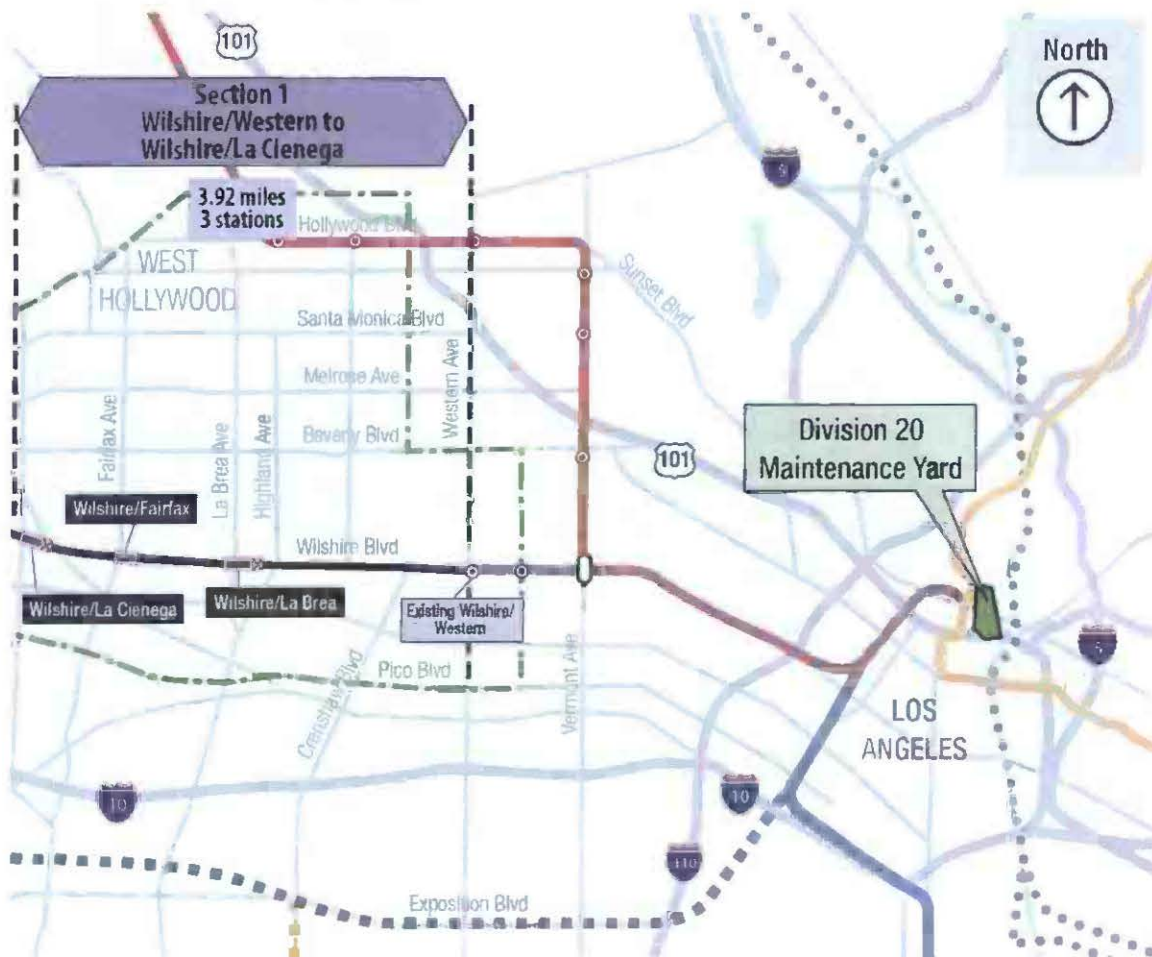 101
North
Section 1
Wilshire/Western to
Wilshire/La Cienega
5
3.92 miles
3 stations
Hollywood Blvd
WEST
HOLLYWOOD
Sunset Blvd
Santa Monica Blvd
Western Ave
Melrose Ave
Fairfax Ave
La Brea Ave
Highland Ave
Beverly Blvd
101
Division 20
Maintenance Yard
Wilshire/Fairfax
Wilshire Blvd
Wilshire/La Cienega
Wilshire/La Brea
Existing Wilshire/
Western
5
Pico Blvd
Crenshaw Blvd
Vermont Ave
LOS
ANGELES
10
10
110
Exposition Blvd